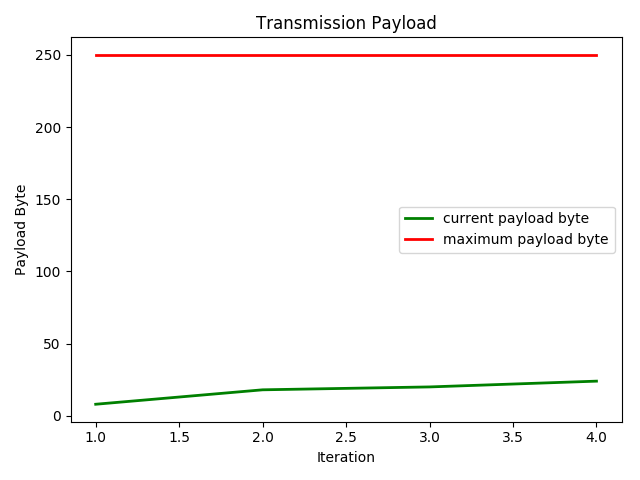 Transmission Payload
250
200
150
100
50
0
Payload Byte
current payload byte
maximum payload byte
1.0 1.5 2.0 2.5 3.0 3.5 4.0
Iteration